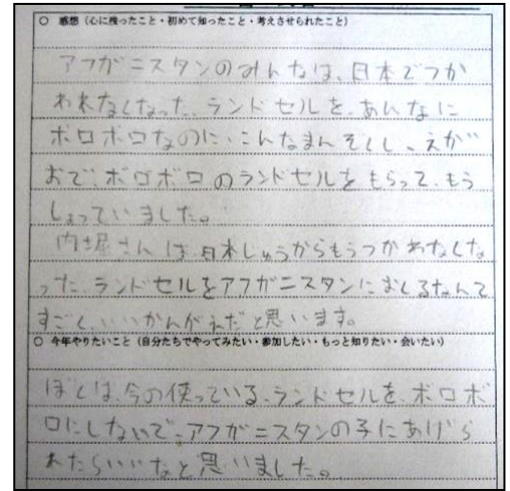 ○ 感想（心に残ったこと・初めて知ったこと・考えさせられたこと）
アフガニスタンのみんなは、日本でつか
われなくなった、ランドセルを、あんなに
ボロボロなのに、こんなまんぞくし、えが
おで、ボロボロのランドセルをもらって、もう
しょっていました。
内堀さんは、日本じゅうからもうつかわなくな
った、ランドセルをアフガニスタンにおくるなんて
すごく、いいかんがえだと思います。
○ 今年やりたいこと（自分たちでやってみたい・参加したい・もっと知りたい・会いたい）
ぼくは、今の使っている、ランドセルを、ボロボ
ロにしないで、アフガニスタンの子にあげら
れたらいいなと思いました。